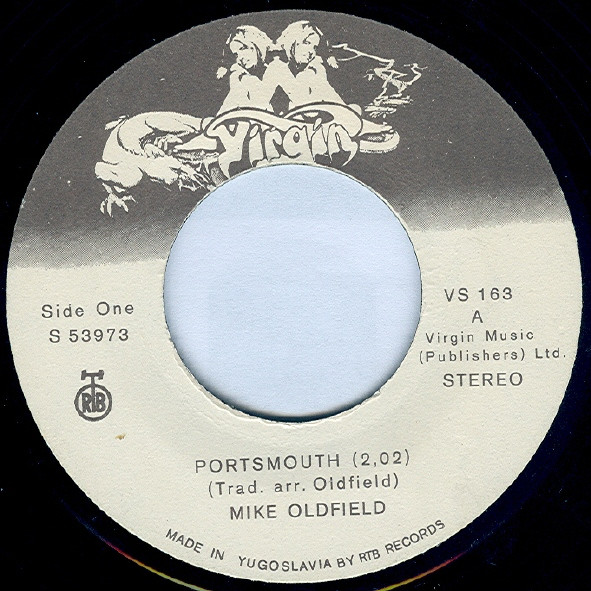 Virgin
Side One
S 53973
RTB
VS 163
A
Virgin Music
(Publishers) Ltd.
STEREO
PORTSMOUTH (2,02)
(Trad. arr. Oldfield)
MIKE OLDFIELD
MADE IN YUGOSLAVIA BY RTB RECORDS